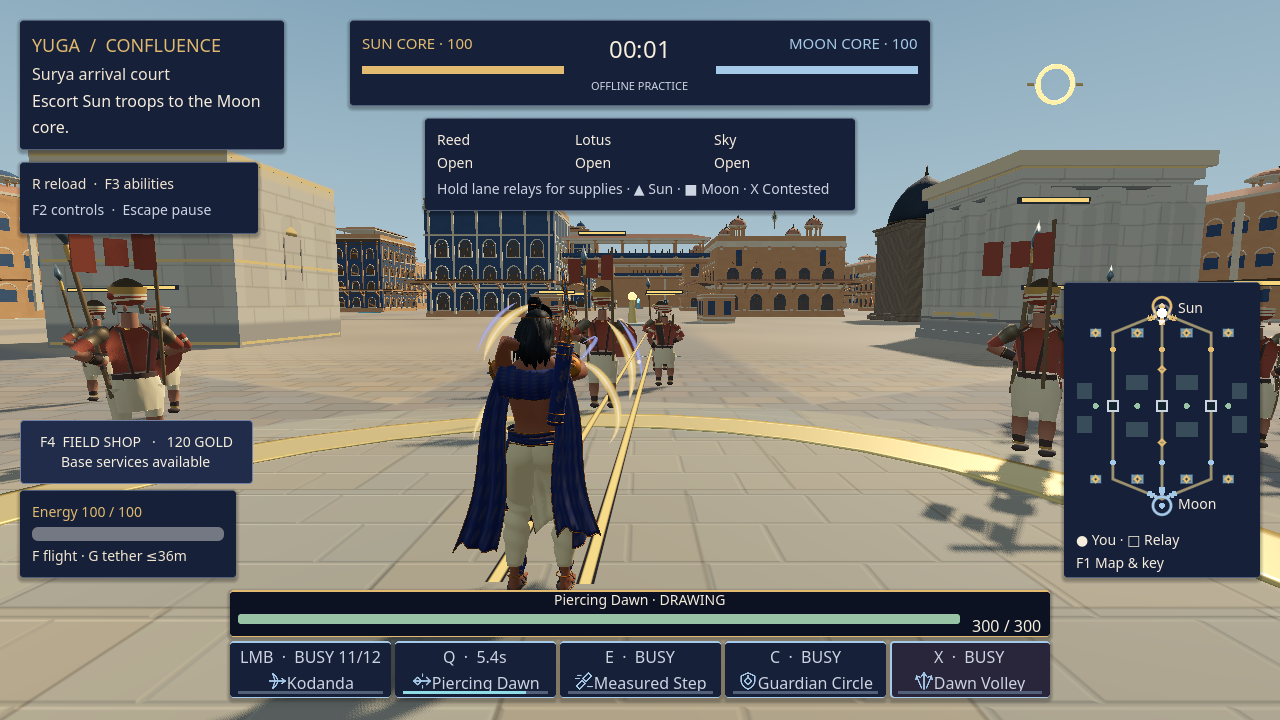 YUGA / CONFLUENCE
Surya arrival court
Escort Sun troops to the Moon
core.
R reload · F3 abilities
F2 controls · Escape pause
SUN CORE · 100
00:01
MOON CORE · 100
OFFLINE PRACTICE
Reed Lotus Sky
Open Open Open
Hold lane relays for supplies · ▲ Sun · ■ Moon · X Contested
Sun
Moon
● You · □ Relay
F1 Map & key
F4 FIELD SHOP · 120 GOLD
Base services available
Energy 100 / 100
F flight · G tether ≤36m
Piercing Dawn · DRAWING
300 / 300
LMB · BUSY 11/12
Kodanda
Q · 5.4s
Piercing Dawn
E · BUSY
Measured Step
C · BUSY
Guardian Circle
X · BUSY
Dawn Volley